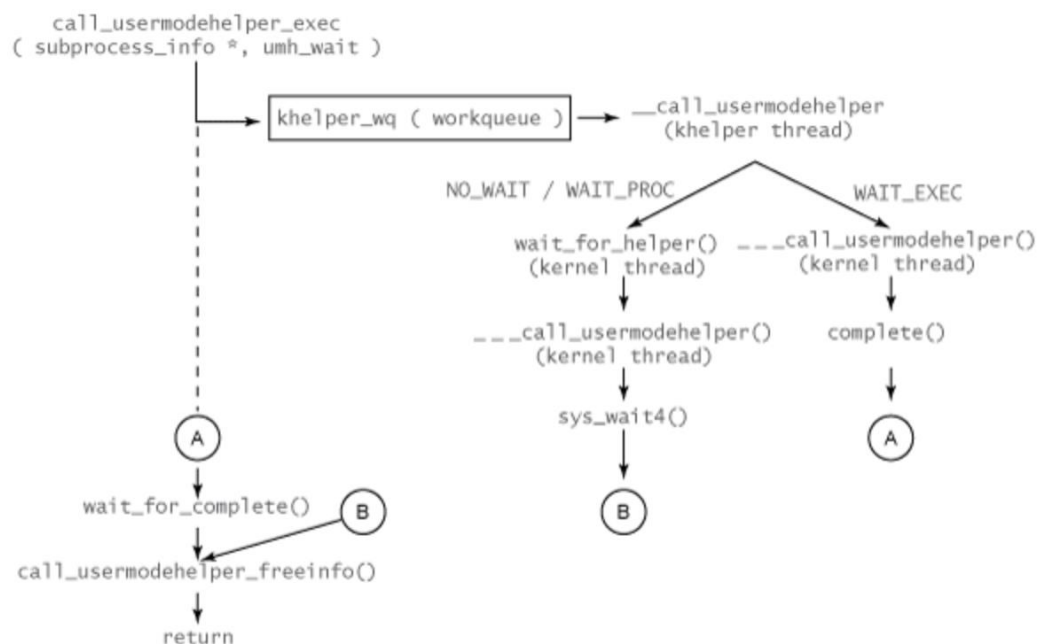 call_usermodehelper_exec
( subprocess_info *, umh_wait )
khelper_wq ( workqueue )
__call_usermodehelper
(khelper thread)
NO_WAIT / WAIT_PROC
WAIT_EXEC
wait_for_helper()
(kernel thread)
___call_usermodehelper()
(kernel thread)
___call_usermodehelper()
(kernel thread)
complete()
sys_wait4()
A
A
wait_for_complete()
B
B
call_usermodehelper_freeinfo()
return